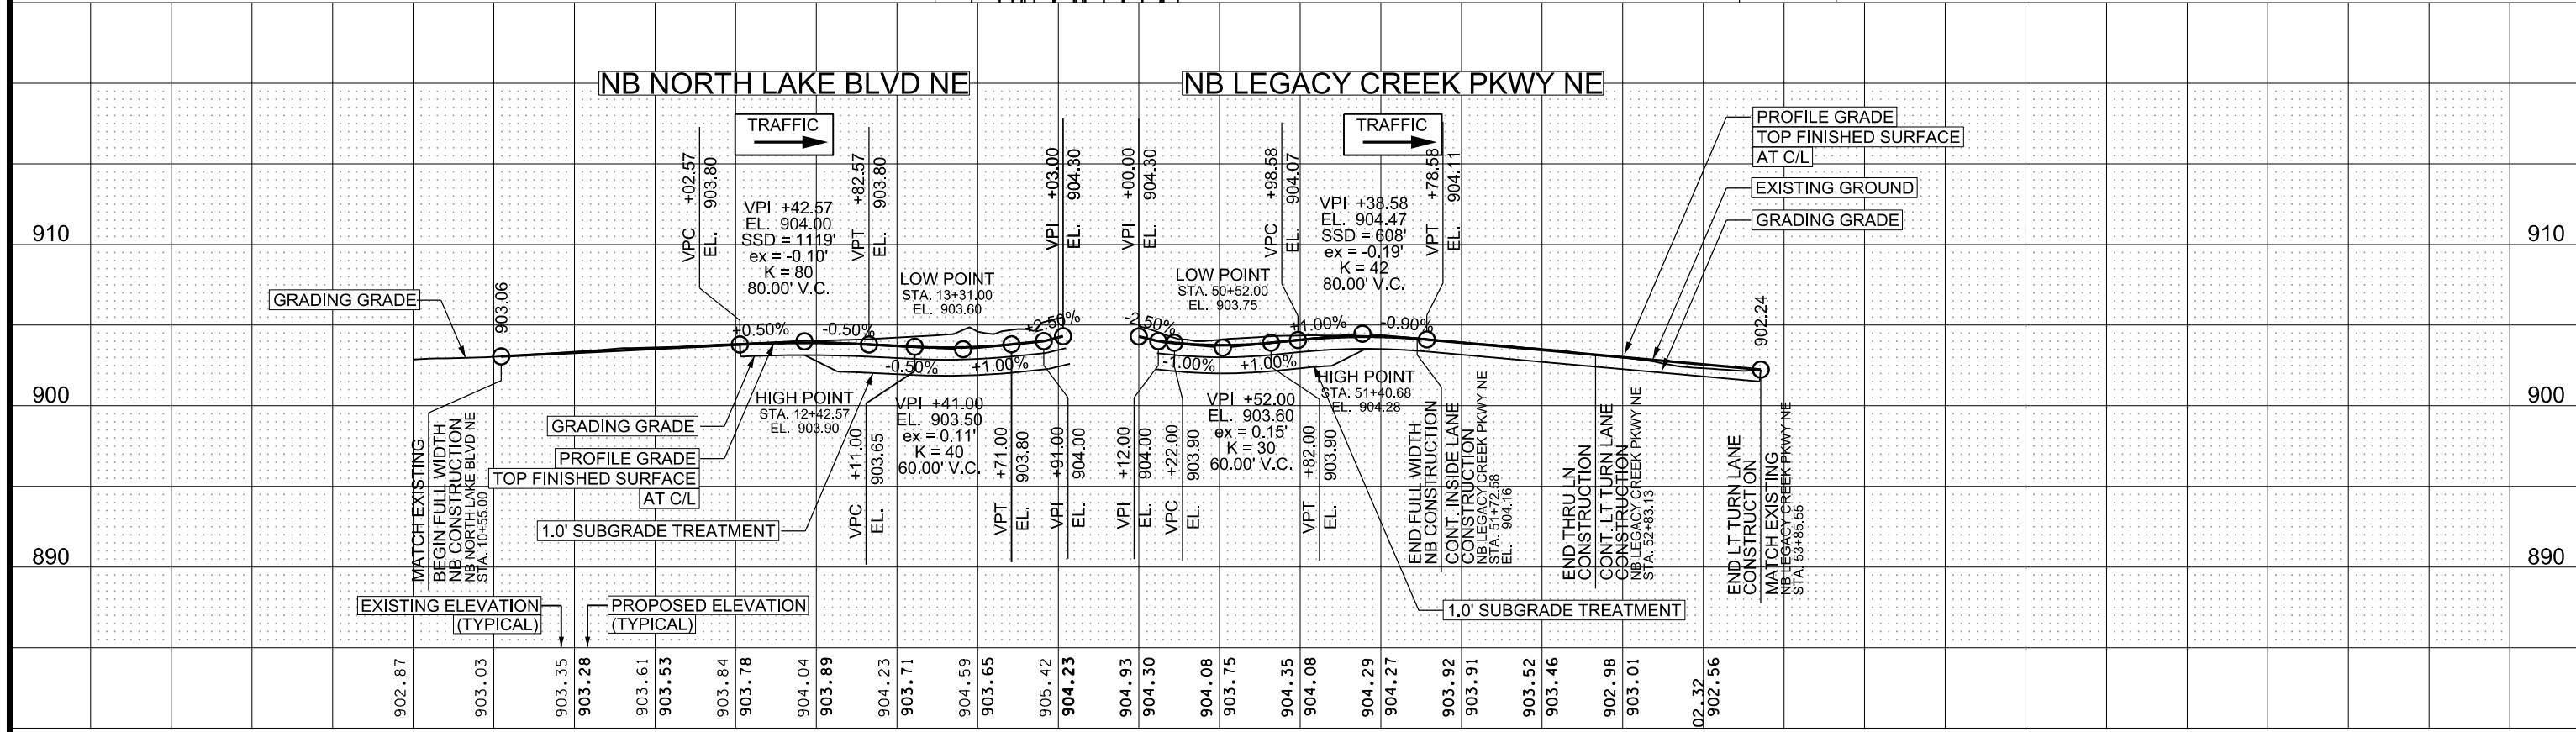 NB NORTH LAKE BLVD NE
NB LEGACY CREEK PKWY NE
TRAFFIC
TRAFFIC
910
900
890
910
900
890
GRADING GRADE
903.06
VPC +02.57
EL. 903.80
VPI +42.57
EL. 904.00
SSD = 1119'
ex = -0.10'
K = 80
80.00' V.C.
VPT +82.57
EL. 903.80
LOW POINT
STA. 13+31.00
EL. 903.60
VPI +03.00
EL. 904.30
VPI +00.00
EL. 904.30
LOW POINT
STA. 50+52.00
EL. 903.75
VPC +98.58
EL. 904.07
VPI +38.58
EL. 904.47
SSD = 608'
ex = -0.19'
K = 42
80.00' V.C.
VPT +78.58
EL. 904.11
PROFILE GRADE
TOP FINISHED SURFACE
AT C/L
EXISTING GROUND
GRADING GRADE
902.24
+0.50%
-0.50%
+2.50%
-2.50%
+1.00%
-0.90%
-0.50%
+1.00%
-1.00%
+1.00%
MATCH EXISTING
BEGIN FULL WIDTH
NB CONSTRUCTION
NB NORTH LAKE BLVD NE
STA. 10+55.00
GRADING GRADE
PROFILE GRADE
TOP FINISHED SURFACE
AT C/L
1.0' SUBGRADE TREATMENT
HIGH POINT
STA. 12+42.57
EL. 903.90
VPC +11.00
EL. 903.65
VPI +41.00
EL. 903.50
ex = 0.11'
K = 40
60.00' V.C.
VPT +71.00
EL. 903.80
VPI +91.00
EL. 904.00
VPI +12.00
EL. 904.00
VPC +22.00
EL. 903.90
VPI +52.00
EL. 903.60
ex = 0.15'
K = 30
60.00' V.C.
VPT +82.00
EL. 903.90
HIGH POINT
STA. 51+40.68
EL. 904.28
END FULL WIDTH
NB CONSTRUCTION
CONT. INSIDE LANE
CONSTRUCTION
NB LEGACY CREEK PKWY NE
STA. 51+72.58
EL. 904.16
END THRU LN
CONSTRUCTION
CONT. LT TURN LANE
CONSTRUCTION
NB LEGACY CREEK PKWY NE
STA. 52+83.13
END LT TURN LANE
CONSTRUCTION
MATCH EXISTING
NB LEGACY CREEK PKWY NE
STA. 53+85.55
1.0' SUBGRADE TREATMENT
EXISTING ELEVATION
(TYPICAL)
PROPOSED ELEVATION
(TYPICAL)
902.87
903.03
903.35
903.28
903.61
903.53
903.84
903.78
904.04
903.89
904.23
903.71
904.59
903.65
905.42
904.23
904.93
904.30
904.08
903.75
904.35
904.08
904.29
904.27
903.92
903.91
903.52
903.46
902.98
903.01
02.32
902.56